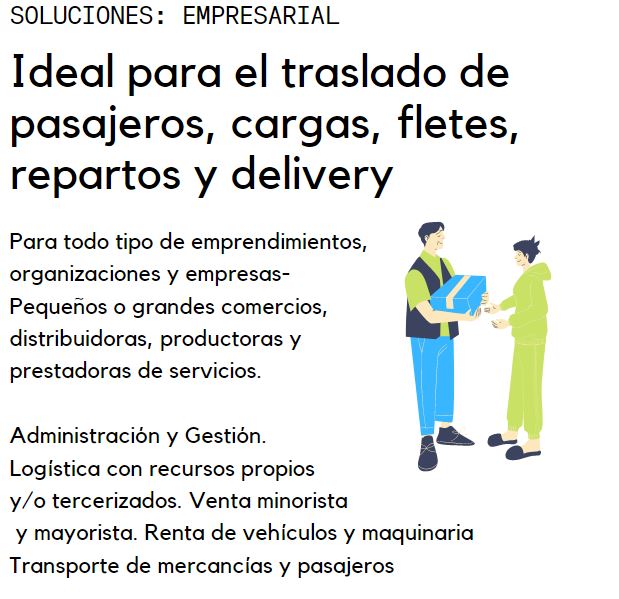 SOLUCIONES: EMPRESARIAL
Ideal para el traslado de
pasajeros, cargas, fletes,
repartos y delivery
Para todo tipo de emprendimientos,
organizaciones y empresas-
Pequeños o grandes comercios,
distribuidoras, productoras y
prestadoras de servicios.
Administración y Gestión.
Logística con recursos propios
y/o tercerizados. Venta minorista
y mayorista. Renta de vehículos y maquinaria
Transporte de mercancías y pasajeros